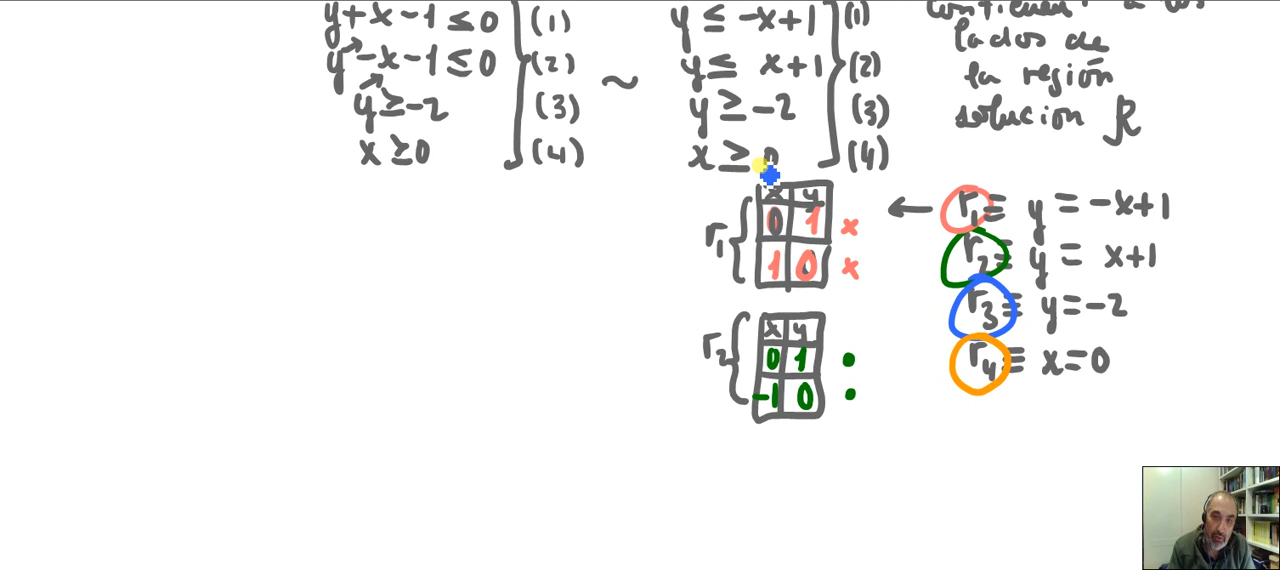 y+x-1≤0 (1)
y-x-1≤0 (2)
y≥-2 (3)
x≥0 (4)
~
y≤ -x+1 (1)
y≤ x+1 (2)
y≥-2 (3)
x≥0 (4)
lados de
la región
solución R
r₁ x y
0 1 x
1 0 x
r₂ x y
0 1 •
-1 0 •
← r₁≡ y = -x+1
r₂≡ y = x+1
r₃≡ y=-2
r₄≡ x=0